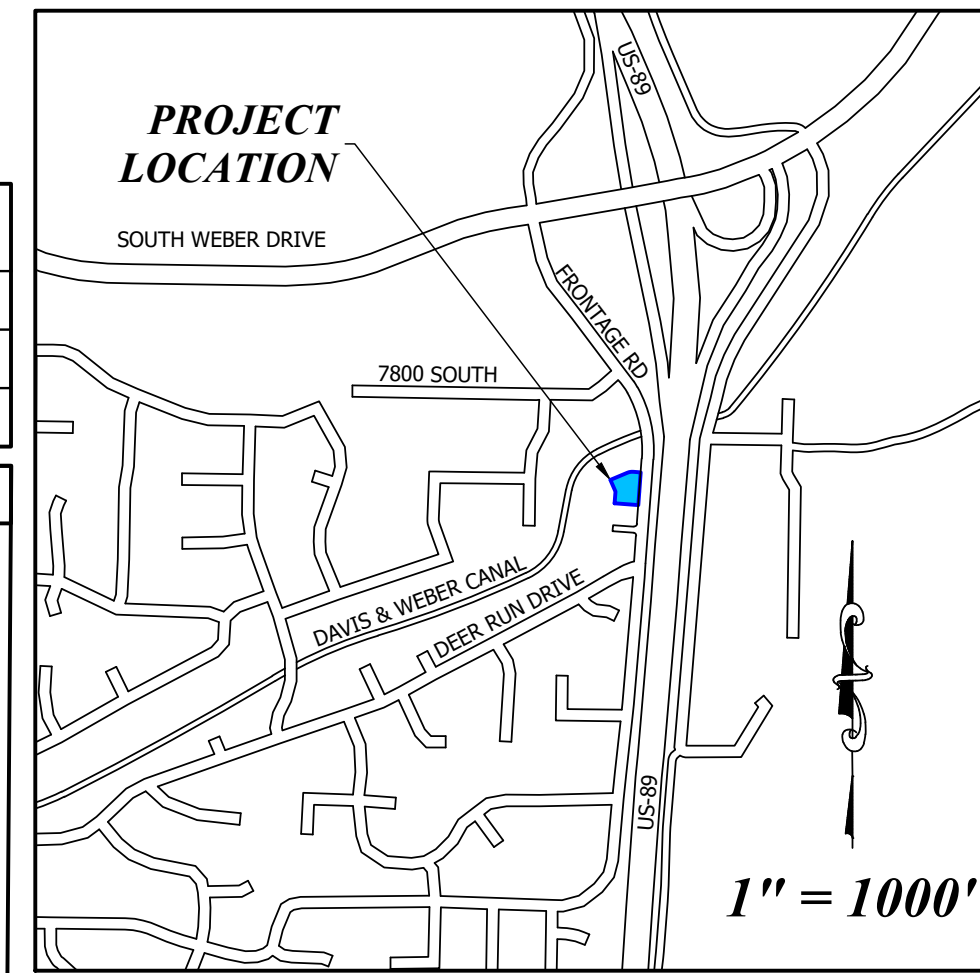 US-89
PROJECT
LOCATION
SOUTH WEBER DRIVE
FRONTAGE RD
7800 SOUTH
DAVIS & WEBER CANAL
DEER RUN DRIVE
US-89
1" = 1000'